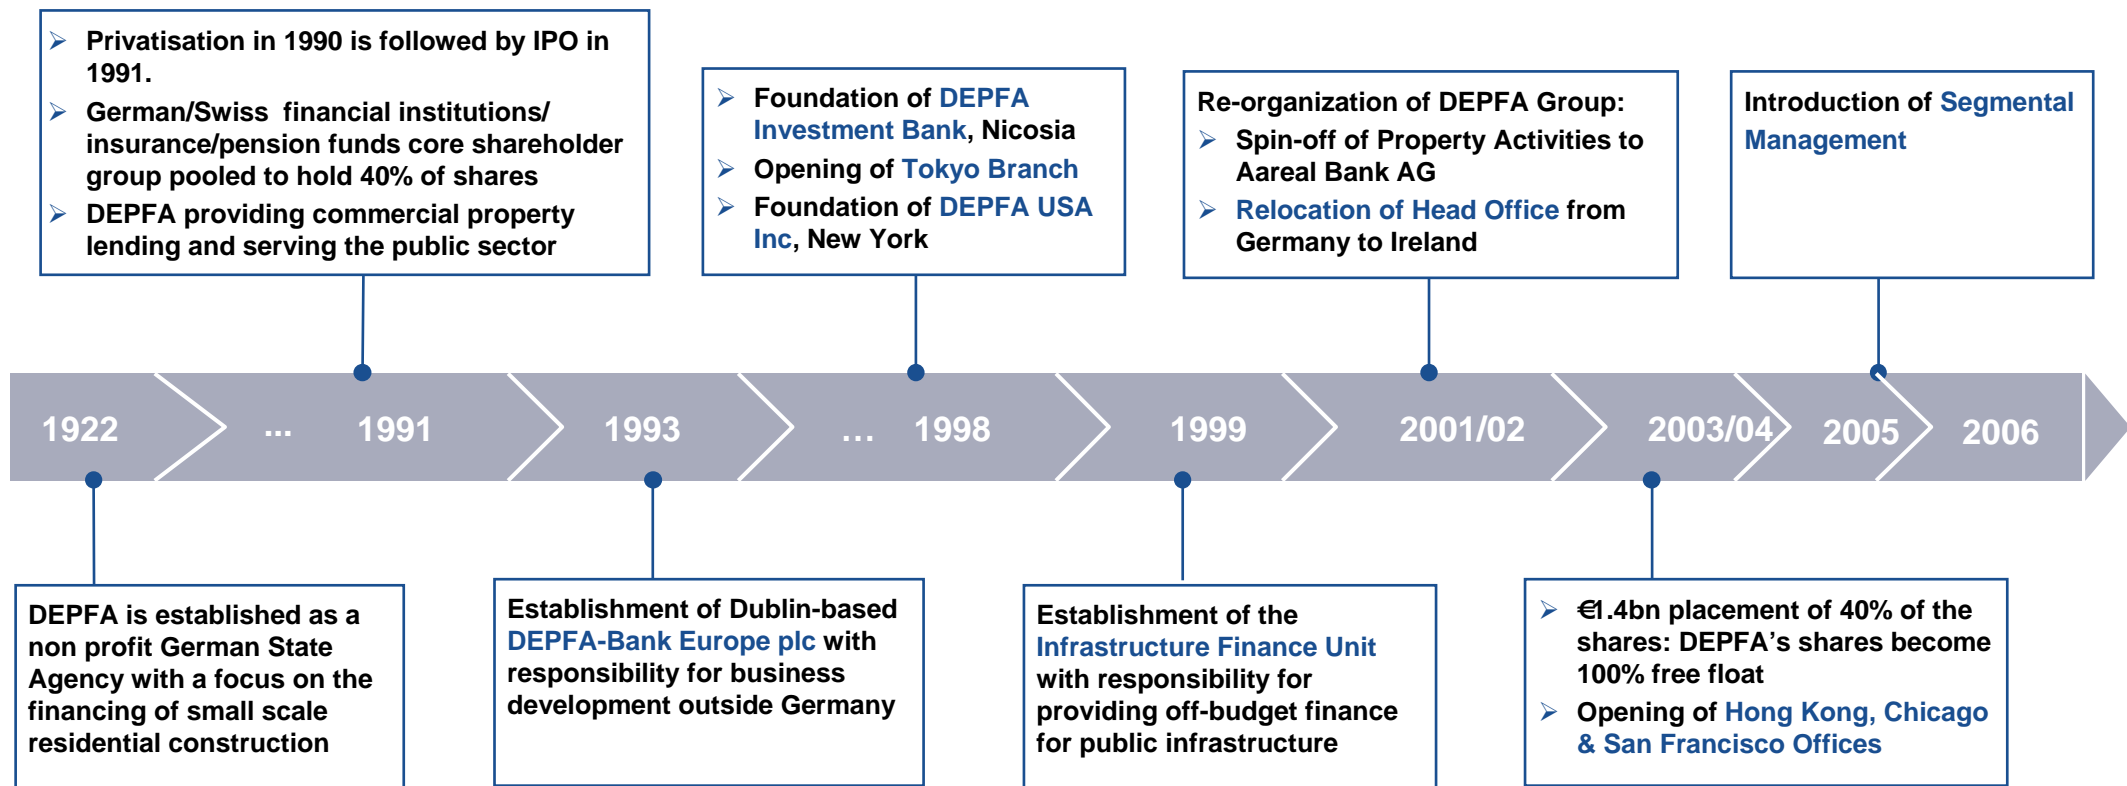 ➢ Privatisation in 1990 is followed by IPO in
1991.
➢ German/Swiss financial institutions/
insurance/pension funds core shareholder
group pooled to hold 40% of shares
➢ DEPFA providing commercial property
lending and serving the public sector
➢ Foundation of DEPFA
Investment Bank, Nicosia
➢ Opening of Tokyo Branch
➢ Foundation of DEPFA USA
Inc, New York
Re-organization of DEPFA Group:
➢ Spin-off of Property Activities to
Aareal Bank AG
➢ Relocation of Head Office from
Germany to Ireland
Introduction of Segmental
Management
1922 ... 1991 1993 ... 1998 1999 2001/02 2003/04 2005 2006
DEPFA is established as a
non profit German State
Agency with a focus on the
financing of small scale
residential construction
Establishment of Dublin-based
DEPFA-Bank Europe plc with
responsibility for business
development outside Germany
Establishment of the
Infrastructure Finance Unit
with responsibility for
providing off-budget finance
for public infrastructure
➢ €1.4bn placement of 40% of the
shares: DEPFA’s shares become
100% free float
➢ Opening of Hong Kong, Chicago
& San Francisco Offices